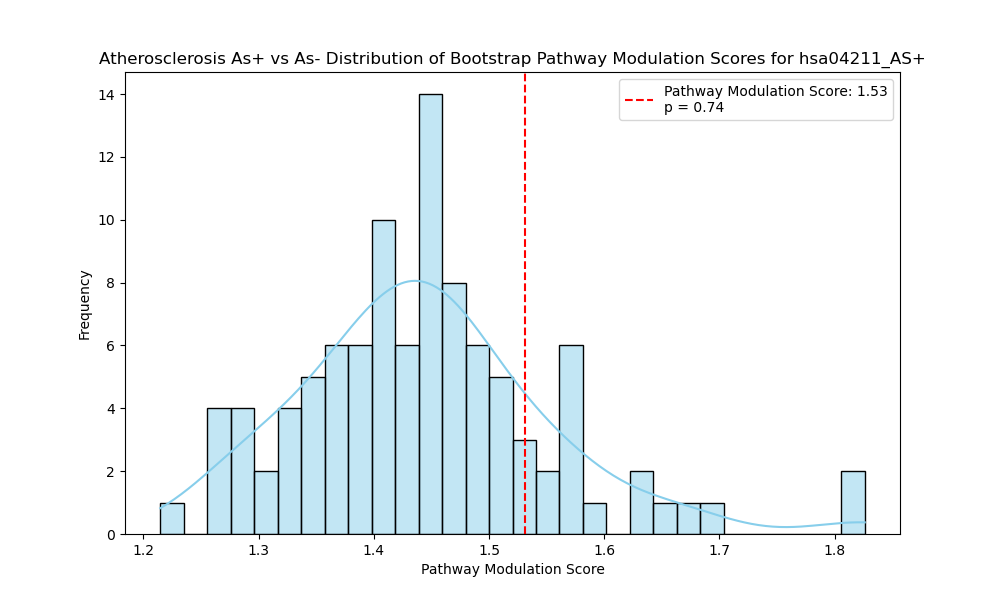 Atherosclerosis As+ vs As- Distribution of Bootstrap Pathway Modulation Scores for hsa04211_AS+
Pathway Modulation Score: 1.53
p = 0.74
Frequency
14
12
10
8
6
4
2
0
1.2 1.3 1.4 1.5 1.6 1.7 1.8
Pathway Modulation Score